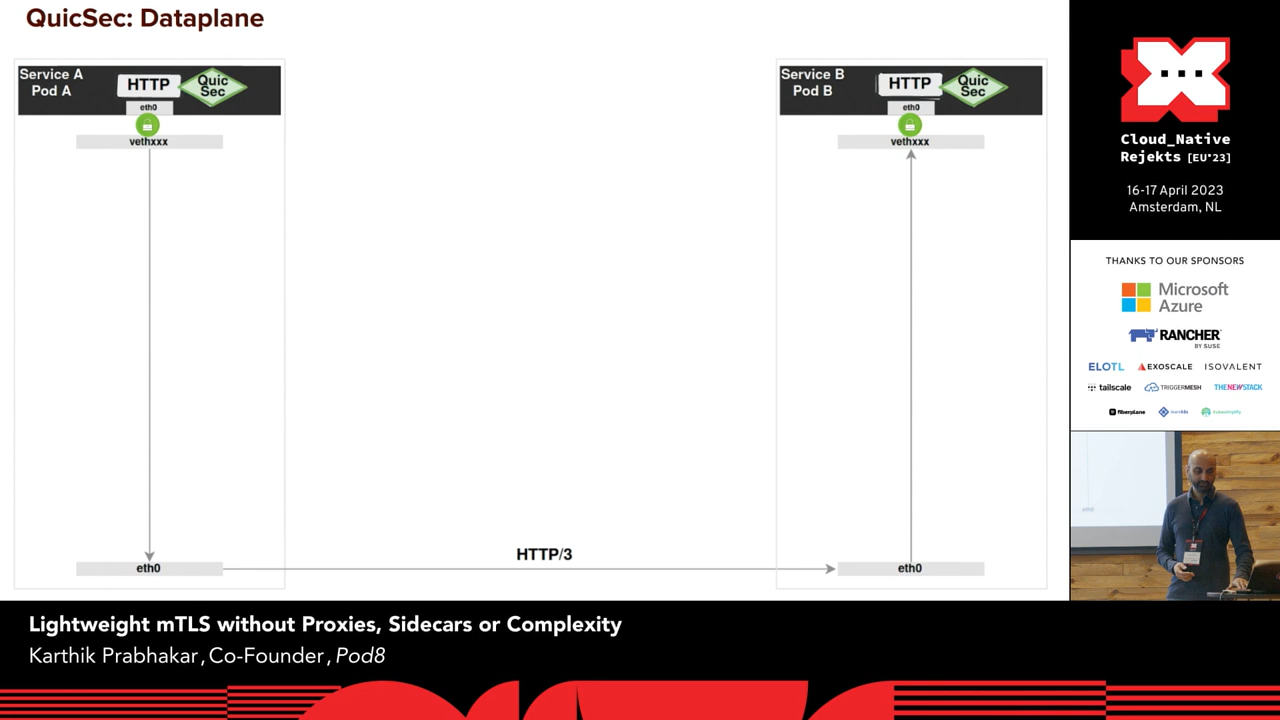 QuicSec: Dataplane
Service A
Pod A
HTTP
Quic
Sec
eth0
vethxxx
eth0
HTTP/3
Service B
Pod B
HTTP
Quic
Sec
eth0
vethxxx
eth0
Cloud_Native
Rejekts [EU*23]
16-17 April 2023
Amsterdam, NL
THANKS TO OUR SPONSORS
Microsoft
Azure
RANCHER
BY SUSE
ELOTL
EXOSCALE
ISOVALENT
tailscale
TRIGGERMESH
THENEWSTACK
fiberplane
Lightweight mTLS without Proxies, Sidecars or Complexity
Karthik Prabhakar, Co-Founder, Pod8